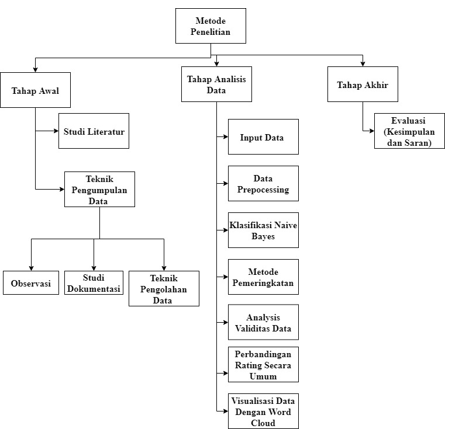 Metode
Penelitian
Tahap Awal
Tahap Analisis
Data
Tahap Akhir
Studi Literatur
Teknik
Pengumpulan
Data
Observasi
Studi
Dokumentasi
Teknik
Pengolahan
Data
Input Data
Data
Prepocessing
Klasifikasi Naive
Bayes
Metode
Pemeringkatan
Analysis
Validitas Data
Perbandingan
Rating Secara
Umum
Visualisasi Data
Dengan Word
Cloud
Evaluasi
(Kesimpulan
dan Saran)